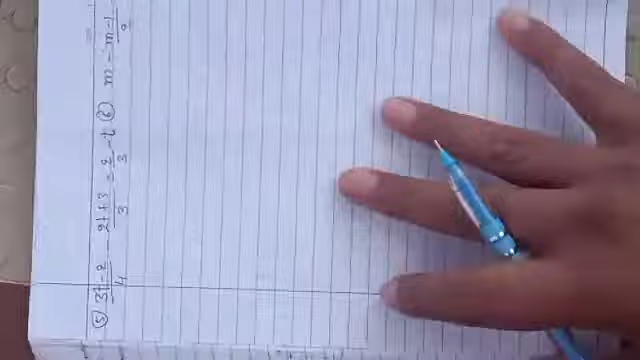 ⑤ 3t-2/4 - 2t+3/3 = 2/3 - t ⑥ m - m-1/2